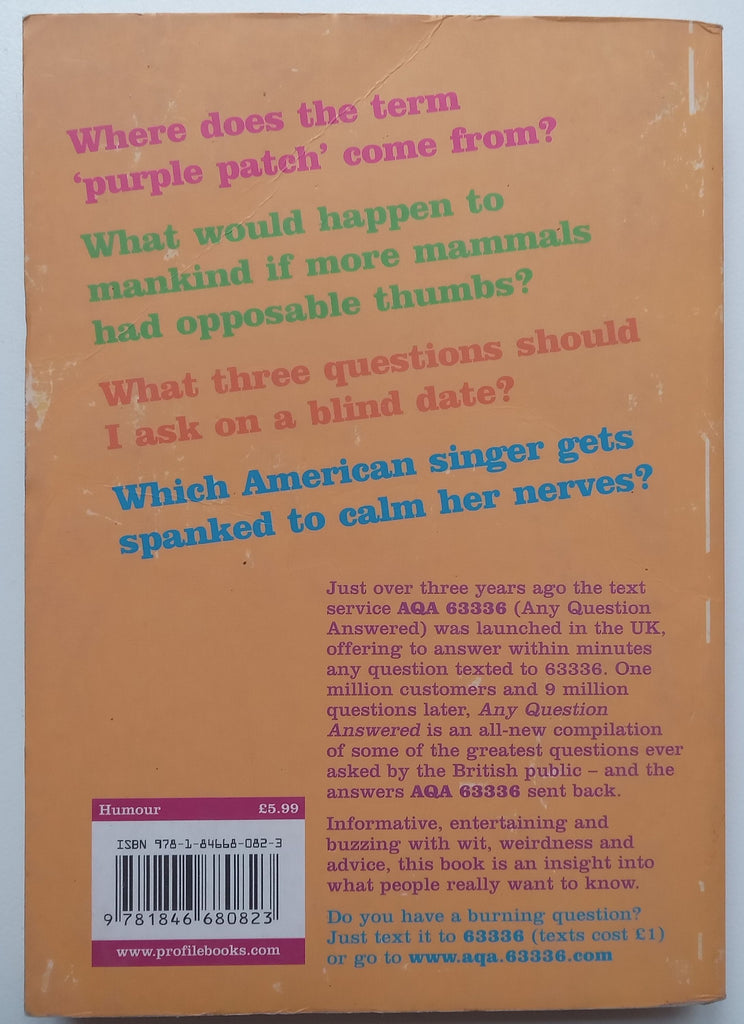 Where does the term
‘purple patch’ come from?
What would happen to
mankind if more mammals
had opposable thumbs?
What three questions should
I ask on a blind date?
Which American singer gets
spanked to calm her nerves?
Just over three years ago the text
service AQA 63336 (Any Question
Answered) was launched in the UK,
offering to answer within minutes
any question texted to 63336. One
million customers and 9 million
questions later, Any Question
Answered is an all-new compilation
of some of the greatest questions ever
asked by the British public – and the
answers AQA 63336 sent back.
Informative, entertaining and
buzzing with wit, weirdness and
advice, this book is an insight into
what people really want to know.
Do you have a burning question?
Just text it to 63336 (texts cost £1)
or go to www.aqa.63336.com
Humour £5.99
ISBN 978-1-84668-082-3
9 781846 680823
www.profilebooks.com